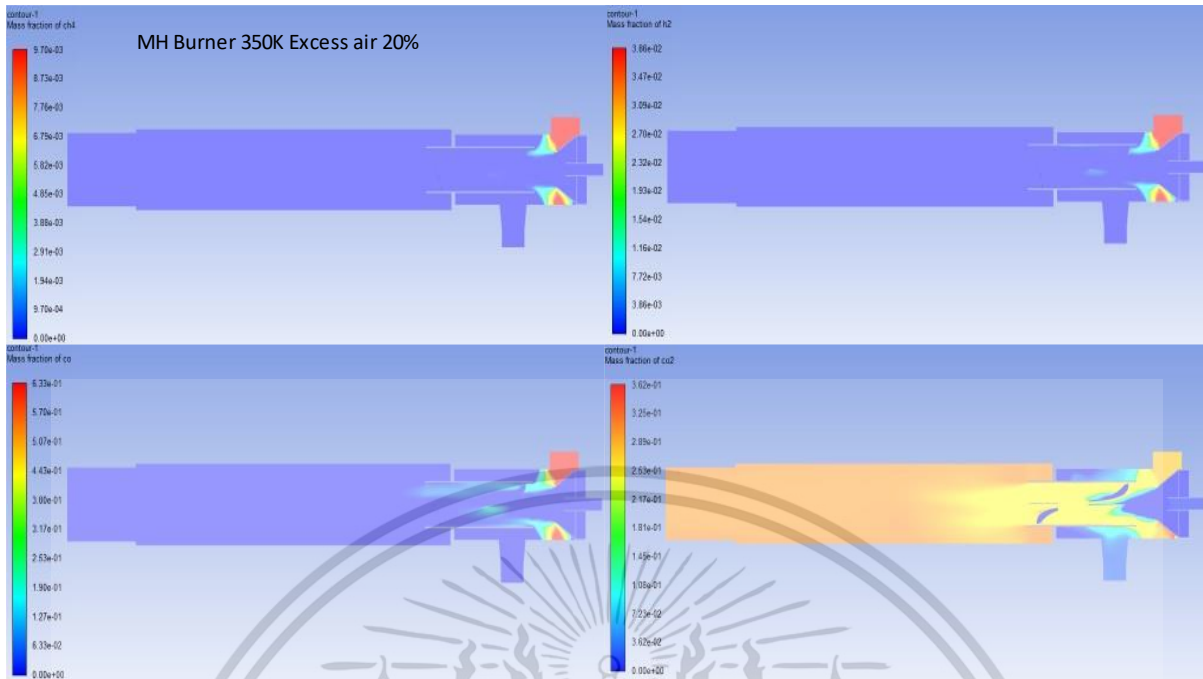 contour-1
Mass fraction of ch4
MH Burner 350K Excess air 20%
9.70e-03
8.73e-03
7.76e-03
6.79e-03
5.82e-03
4.85e-03
3.88e-03
2.91e-03
1.94e-03
9.70e-04
0.00e+00
contour-1
Mass fraction of h2
3.86e-02
3.47e-02
3.09e-02
2.70e-02
2.32e-02
1.93e-02
1.54e-02
1.16e-02
7.72e-03
3.86e-03
0.00e+00
contour-1
Mass fraction of co
6.33e-01
5.70e-01
5.07e-01
4.43e-01
3.80e-01
3.17e-01
2.53e-01
1.90e-01
1.27e-01
6.33e-02
0.00e+00
contour-1
Mass fraction of co2
3.62e-01
3.25e-01
2.89e-01
2.53e-01
2.17e-01
1.81e-01
1.45e-01
1.08e-01
7.23e-02
3.62e-02
0.00e+00